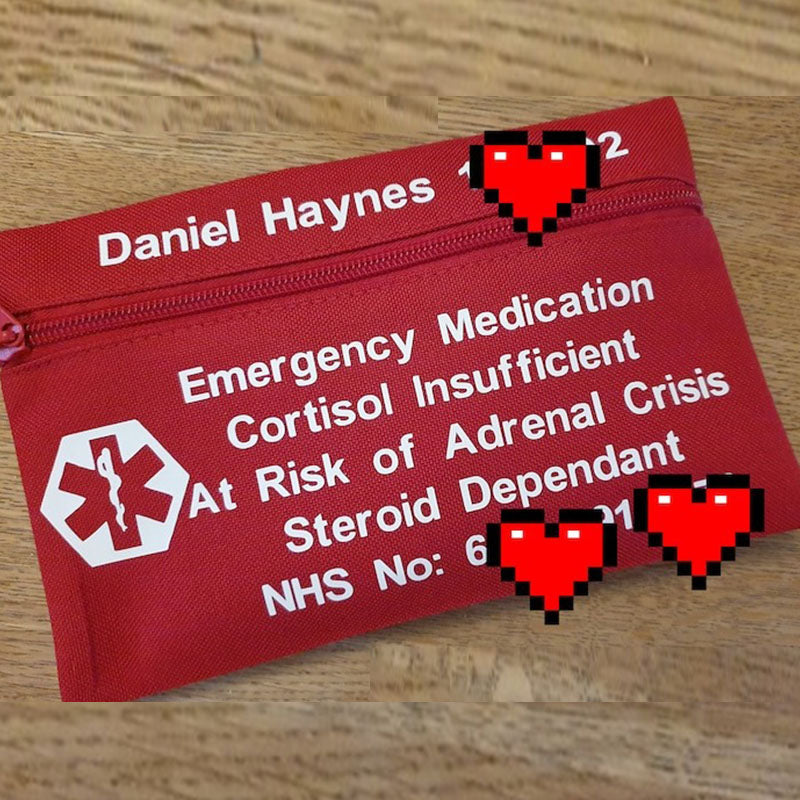 Daniel Haynes
Emergency Medication
Cortisol Insufficient
At Risk of Adrenal Crisis
Steroid Dependant
NHS No: